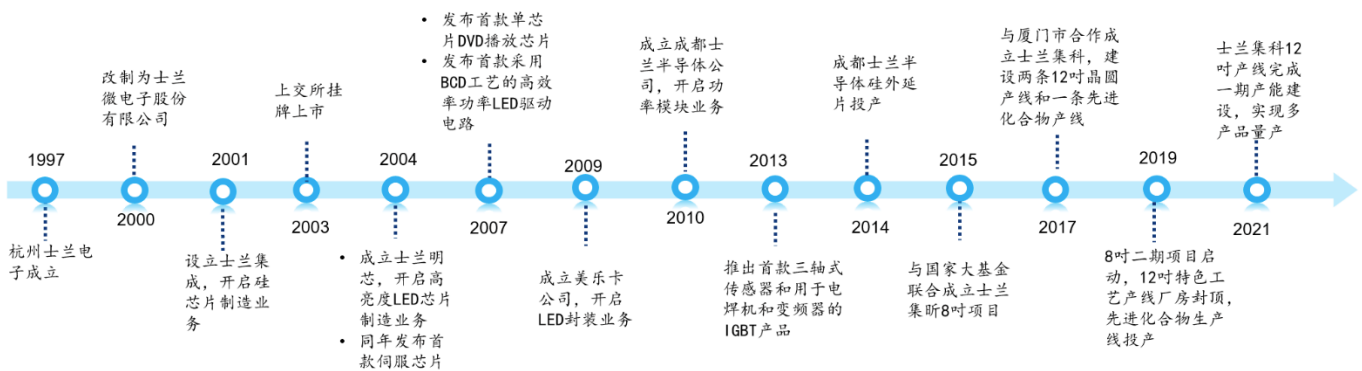 改制为士兰
微电子股份
有限公司
上交所挂
牌上市
• 发布首款单芯
片DVD播放芯片
• 发布首款采用
BCD工艺的高效
率功率LED驱动
电路
成立成都士
兰半导体公
司，开启功
率模块业务
成都士兰半
导体硅外延
片投产
与厦门市合作成
立士兰集科，建
设两条12吋晶圆
产线和一条先进
化合物产线
士兰集科12
吋产线完成
一期产能建
设，实现多
产品量产
1997
2001
2004
2009
2013
2015
2019
2000
2003
2007
2010
2014
2017
2021
杭州士兰电
子成立
设立士兰集
成，开启硅
芯片制造业
务
• 成立士兰明
芯，开启高
亮度LED芯片
制造业务
• 同年发布首
款伺服芯片
成立美乐卡
公司，开启
LED封装业务
推出首款三轴式
传感器和用于电
焊机和变频器的
IGBT产品
与国家大基金
联合成立士兰
集昕8吋项目
8吋二期项目启
动，12吋特色工
艺产线厂房封顶，
先进化合物生产
线投产